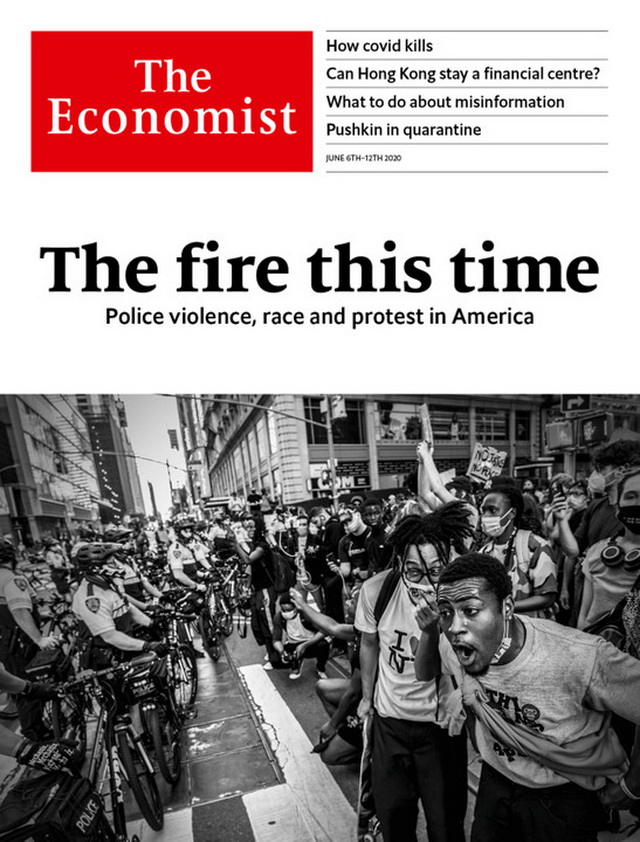 The
Economist
How covid kills
Can Hong Kong stay a financial centre?
What to do about misinformation
Pushkin in quarantine
JUNE 6TH–12TH 2020
The fire this time
Police violence, race and protest in America
POLICE